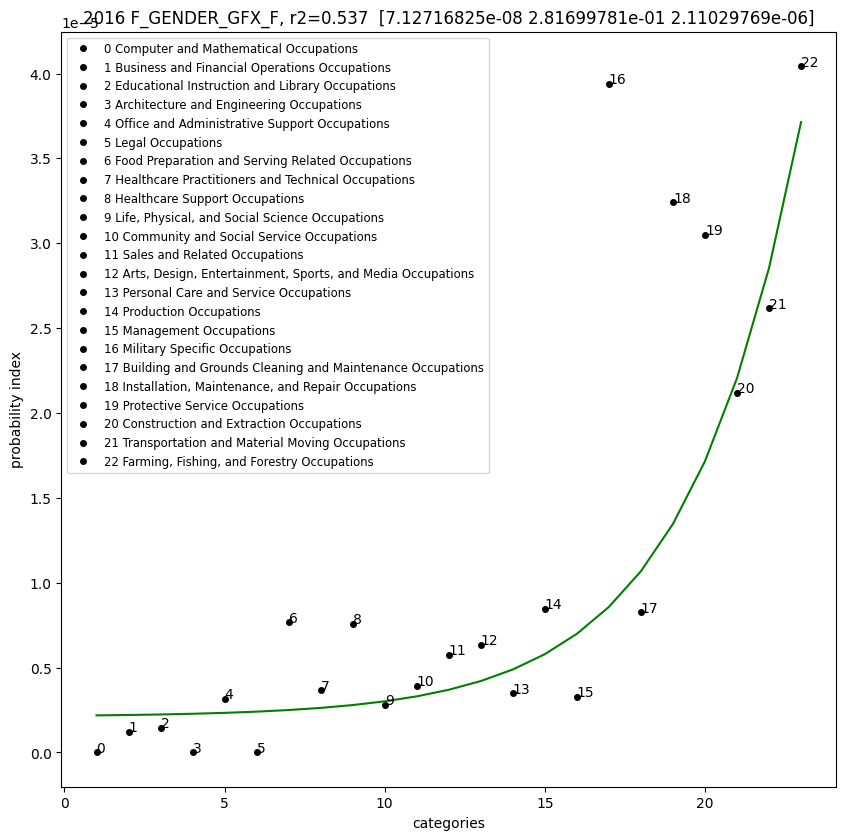 2016 F_GENDER_GFX_F, r2=0.537 [7.12716825e-08 2.81699781e-01 2.11029769e-06]
1e−5
0 Computer and Mathematical Occupations
1 Business and Financial Operations Occupations
2 Educational Instruction and Library Occupations
3 Architecture and Engineering Occupations
4 Office and Administrative Support Occupations
5 Legal Occupations
6 Food Preparation and Serving Related Occupations
7 Healthcare Practitioners and Technical Occupations
8 Healthcare Support Occupations
9 Life, Physical, and Social Science Occupations
10 Community and Social Service Occupations
11 Sales and Related Occupations
12 Arts, Design, Entertainment, Sports, and Media Occupations
13 Personal Care and Service Occupations
14 Production Occupations
15 Management Occupations
16 Military Specific Occupations
17 Building and Grounds Cleaning and Maintenance Occupations
18 Installation, Maintenance, and Repair Occupations
19 Protective Service Occupations
20 Construction and Extraction Occupations
21 Transportation and Material Moving Occupations
22 Farming, Fishing, and Forestry Occupations
4.0
3.5
3.0
2.5
2.0
1.5
1.0
0.5
0.0
probability index
0
1
2
3
4
5
6
7
8
9
10
11
12
13
14
15
16
17
18
19
20
21
22
0
5
10
15
20
categories